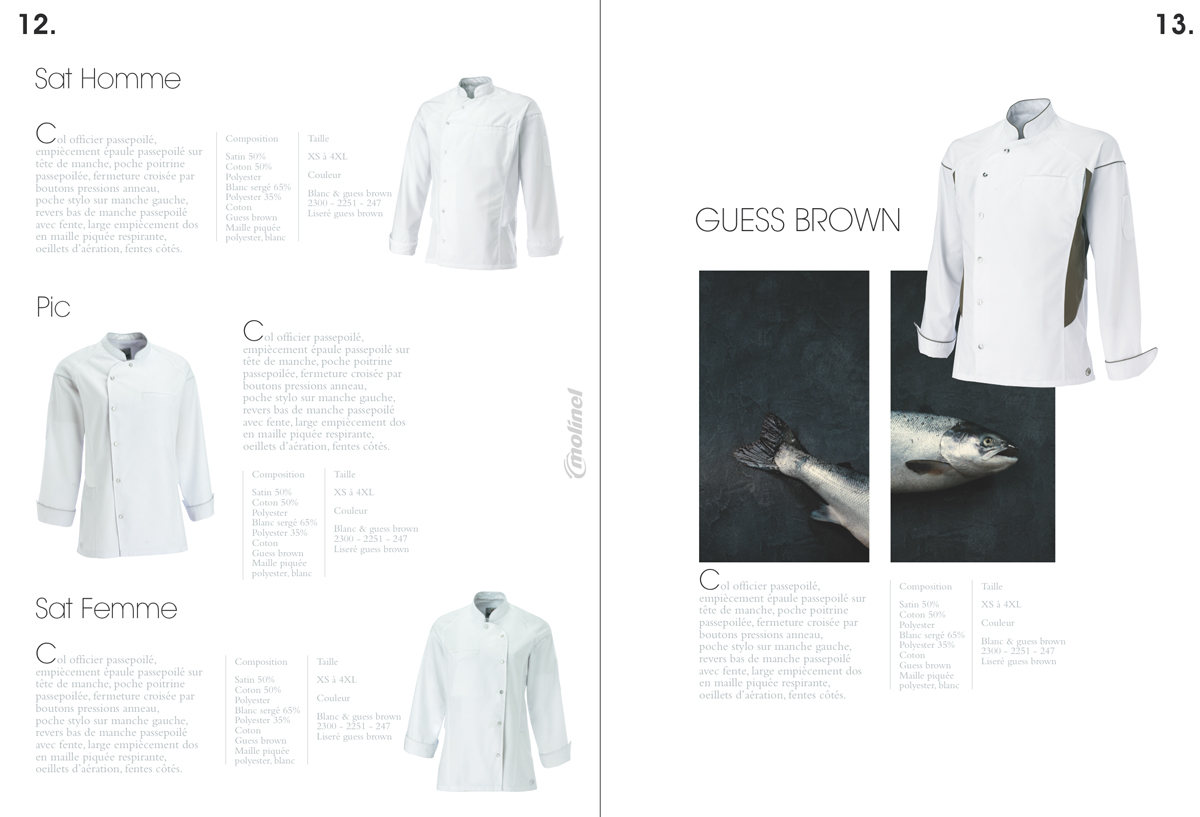 12.
Sat Homme
Col officier passepoilé,
empiècement épaule passepoilé sur
tête de manche, poche poitrine
passepoilée, fermeture croisée par
boutons pressions anneau,
poche stylo sur manche gauche,
revers bas de manche passepoilé
avec fente, large empiècement dos
en maille piquée respirante,
oeillets d'aération, fentes côtés.
Composition
Satin 50%
Coton 50%
Polyester
Blanc sergé 65%
Polyester 35%
Coton
Guess brown
Maille piquée
polyester, blanc
Taille
XS à 4XL
Couleur
Blanc & guess brown
2300 - 2251 - 247
Liseré guess brown
Pic
Col officier passepoilé,
empiècement épaule passepoilé sur
tête de manche, poche poitrine
passepoilée, fermeture croisée par
boutons pressions anneau,
poche stylo sur manche gauche,
revers bas de manche passepoilé
avec fente, large empiècement dos
en maille piquée respirante,
oeillets d'aération, fentes côtés.
Composition
Satin 50%
Coton 50%
Polyester
Blanc sergé 65%
Polyester 35%
Coton
Guess brown
Maille piquée
polyester, blanc
Taille
XS à 4XL
Couleur
Blanc & guess brown
2300 - 2251 - 247
Liseré guess brown
Sat Femme
Col officier passepoilé,
empiècement épaule passepoilé sur
tête de manche, poche poitrine
passepoilée, fermeture croisée par
boutons pressions anneau,
poche stylo sur manche gauche,
revers bas de manche passepoilé
avec fente, large empiècement dos
en maille piquée respirante,
oeillets d'aération, fentes côtés.
Composition
Satin 50%
Coton 50%
Polyester
Blanc sergé 65%
Polyester 35%
Coton
Guess brown
Maille piquée
polyester, blanc
Taille
XS à 4XL
Couleur
Blanc & guess brown
2300 - 2251 - 247
Liseré guess brown
molinel
13.
GUESS BROWN
Col officier passepoilé,
empiècement épaule passepoilé sur
tête de manche, poche poitrine
passepoilée, fermeture croisée par
boutons pressions anneau,
poche stylo sur manche gauche,
revers bas de manche passepoilé
avec fente, large empiècement dos
en maille piquée respirante,
oeillets d'aération, fentes côtés.
Composition
Satin 50%
Coton 50%
Polyester
Blanc sergé 65%
Polyester 35%
Coton
Guess brown
Maille piquée
polyester, blanc
Taille
XS à 4XL
Couleur
Blanc & guess brown
2300 - 2251 - 247
Liseré guess brown